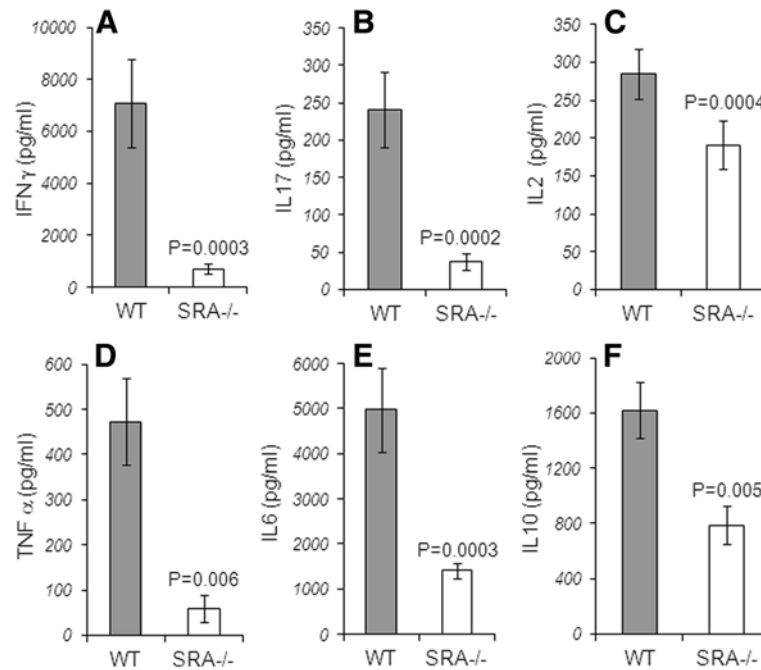 A
IFNγ (pg/ml)
10000
8000
6000
4000
2000
0
P=0.0003
WT SRA-/-
B
IL17 (pg/ml)
350
300
250
200
150
100
50
0
P=0.0002
WT SRA-/-
C
IL2 (pg/ml)
350
300
250
200
150
100
50
0
P=0.0004
WT SRA-/-
D
TNF α (pg/ml)
600
500
400
300
200
100
0
P=0.006
WT SRA-/-
E
IL6 (pg/ml)
6000
5000
4000
3000
2000
1000
0
P=0.0003
WT SRA-/-
F
IL10 (pg/ml)
2000
1600
1200
800
400
0
P=0.005
WT SRA-/-